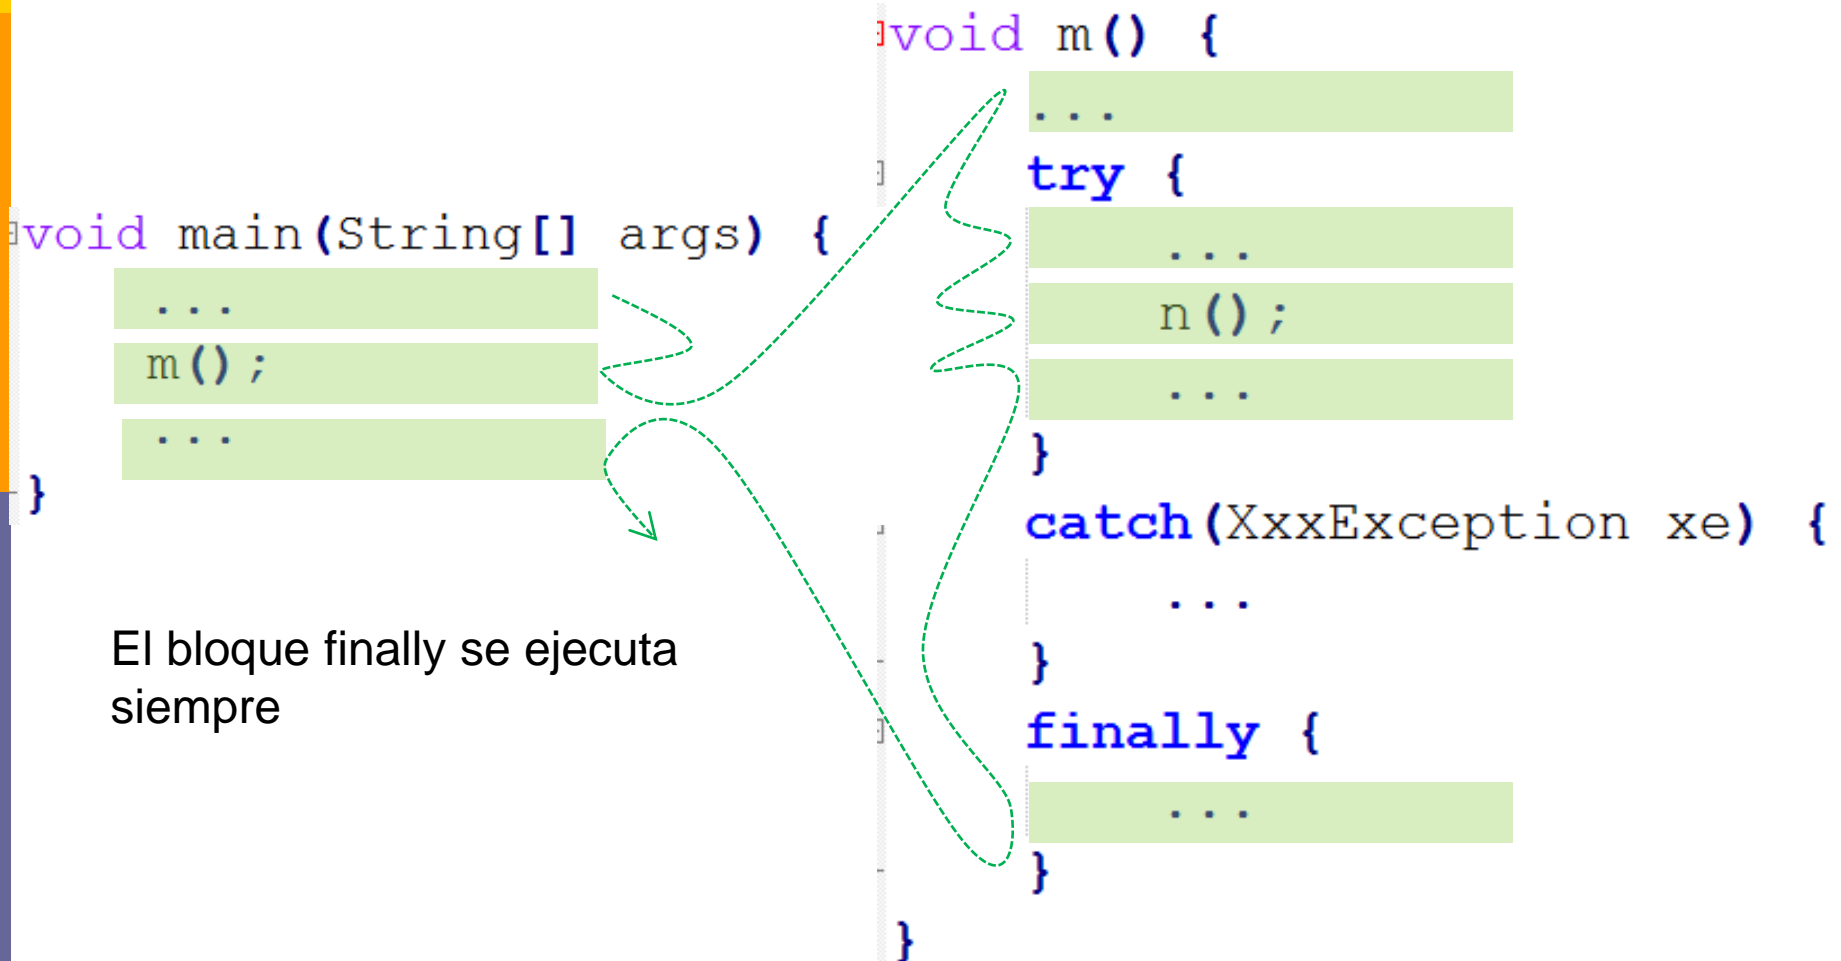 void main(String[] args) {
...
m();
...
}
El bloque finally se ejecuta
siempre
void m() {
...
try {
...
n();
...
}
catch(XxxException xe) {
...
}
finally {
...
}
}